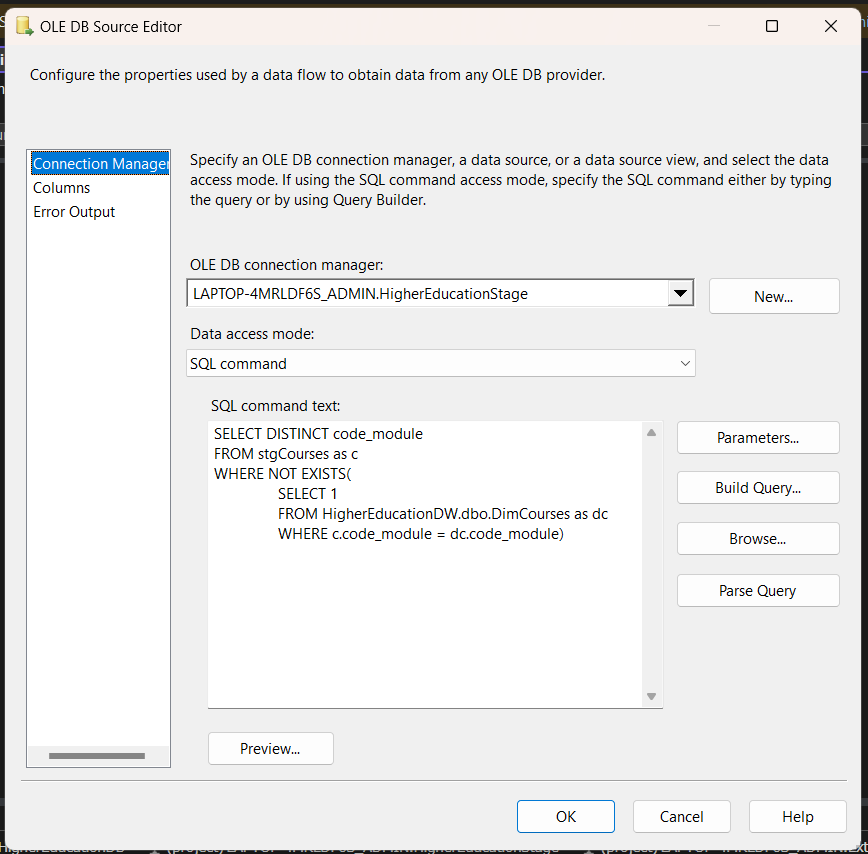 OLE DB Source Editor
Configure the properties used by a data flow to obtain data from any OLE DB provider.
Connection Manager
Columns
Error Output
Specify an OLE DB connection manager, a data source, or a data source view, and select the data
access mode. If using the SQL command access mode, specify the SQL command either by typing
the query or by using Query Builder.
OLE DB connection manager:
LAPTOP-4MRLDF6S_ADMIN.HigherEducationStage
New...
Data access mode:
SQL command
SQL command text:
SELECT DISTINCT code_module
FROM stgCourses as c
WHERE NOT EXISTS(
SELECT 1
FROM HigherEducationDW.dbo.DimCourses as dc
WHERE c.code_module = dc.code_module)
Parameters...
Build Query...
Browse...
Parse Query
Preview...
OK
Cancel
Help